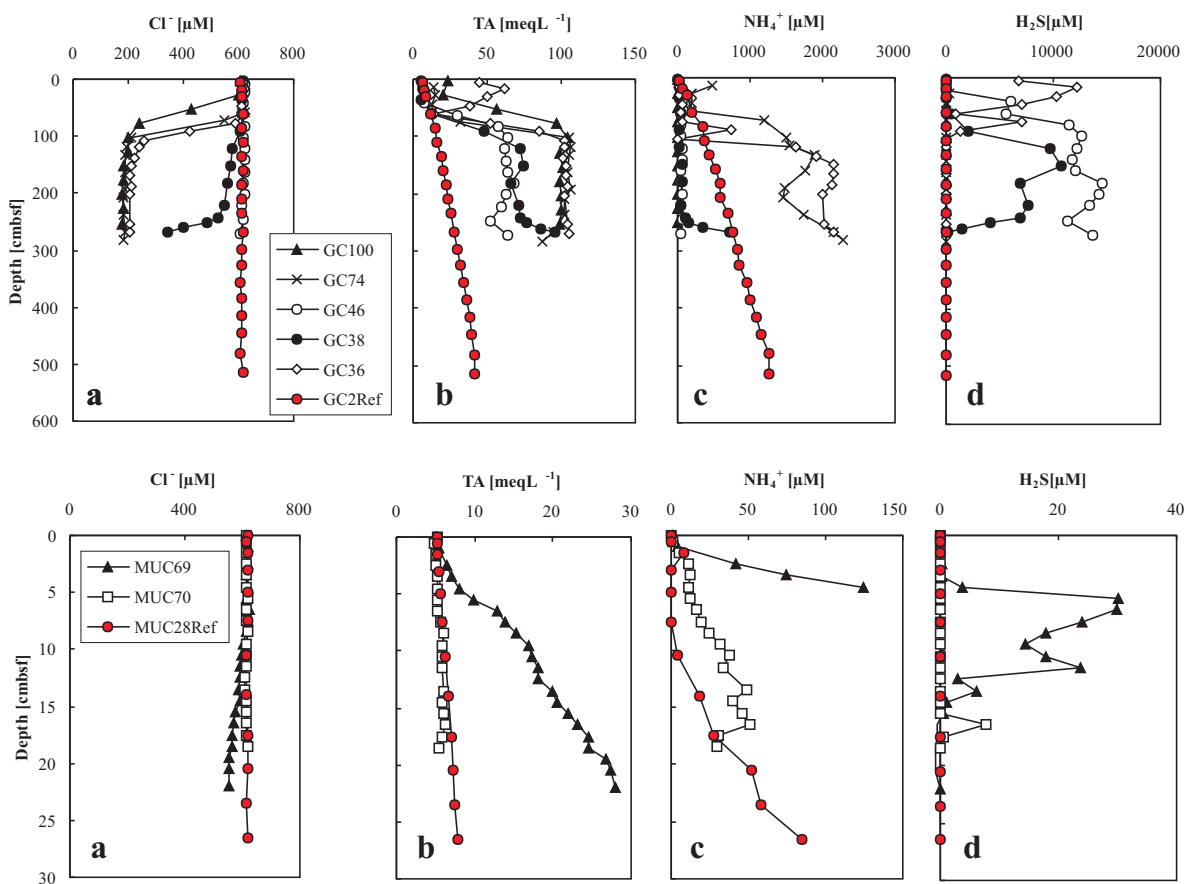 Cl⁻ [µM]
0 200 400 600 800
TA [meqL ⁻¹]
0 50 100 150
NH₄⁺ [µM]
0 1000 2000 3000
H₂S[µM]
0 10000 20000
Depth [cmbsf]
0
100
200
300
400
500
600
GC100
GC74
GC46
GC38
GC36
GC2Ref
a
b
c
d
Cl⁻ [µM]
0 400 800
TA [meqL ⁻¹]
0 10 20 30
NH₄⁺ [µM]
0 50 100 150
H₂S[µM]
0 20 40
Depth [cmbsf]
0
5
10
15
20
25
30
MUC69
MUC70
MUC28Ref
a
b
c
d